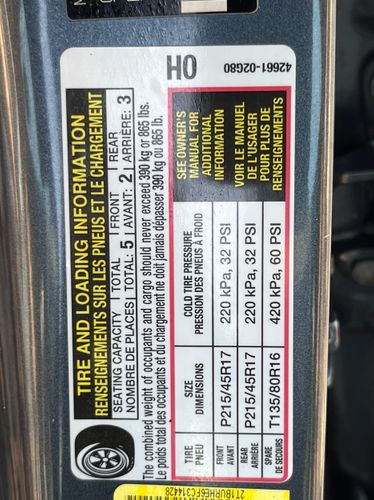 TIRE AND LOADING INFORMATION
RENSEIGNEMENTS SUR LES PNEUS ET LE CHARGEMENT
SEATING CAPACITY | TOTAL | FRONT | REAR
NOMBRE DE PLACES | TOTAL: 5 | AVANT: 2 | ARRIÈRE: 3
The combined weight of occupants and cargo should never exceed 390 kg or 865 lbs.
Le poids total des occupants et du chargement ne doit jamais dépasser 390 kg ou 865 lb.
TIRE PNEU SIZE DIMENSIONS COLD TIRE PRESSURE PRESSION DES PNEUS À FROID
FRONT AVANT P215/45R17 220 kPa, 32 PSI
REAR ARRIÈRE P215/45R17 220 kPa, 32 PSI
SPARE DE SECOURS T135/80R16 420 kPa, 60 PSI
SEE OWNER'S
MANUAL FOR
ADDITIONAL
INFORMATION
VOIR LE MANUEL
DE L'USAGER
POUR PLUS DE
RENSEIGNEMENTS
H0
42661-02G80
2T1BURHE6FC314428